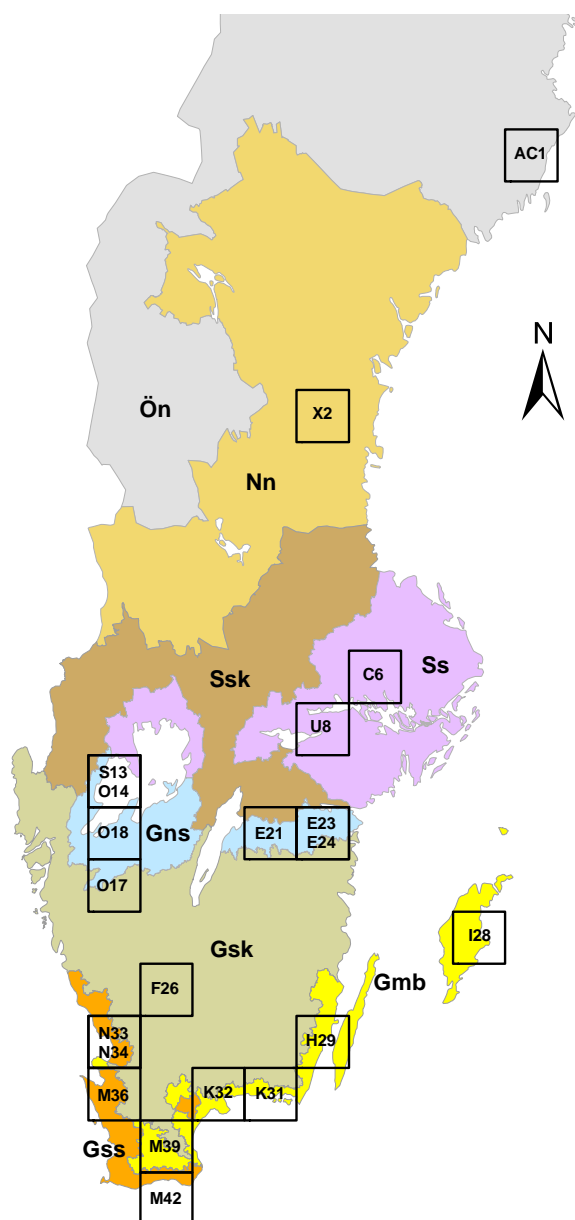 AC1
N
Ön
X2
Nn
Ssk
Ss
C6
U8
S13
O14
O18
Gns
E21
E23
E24
O17
Gsk
I28
Gmb
F26
N33
N34
H29
M36
K32
K31
Gss
M39
M42